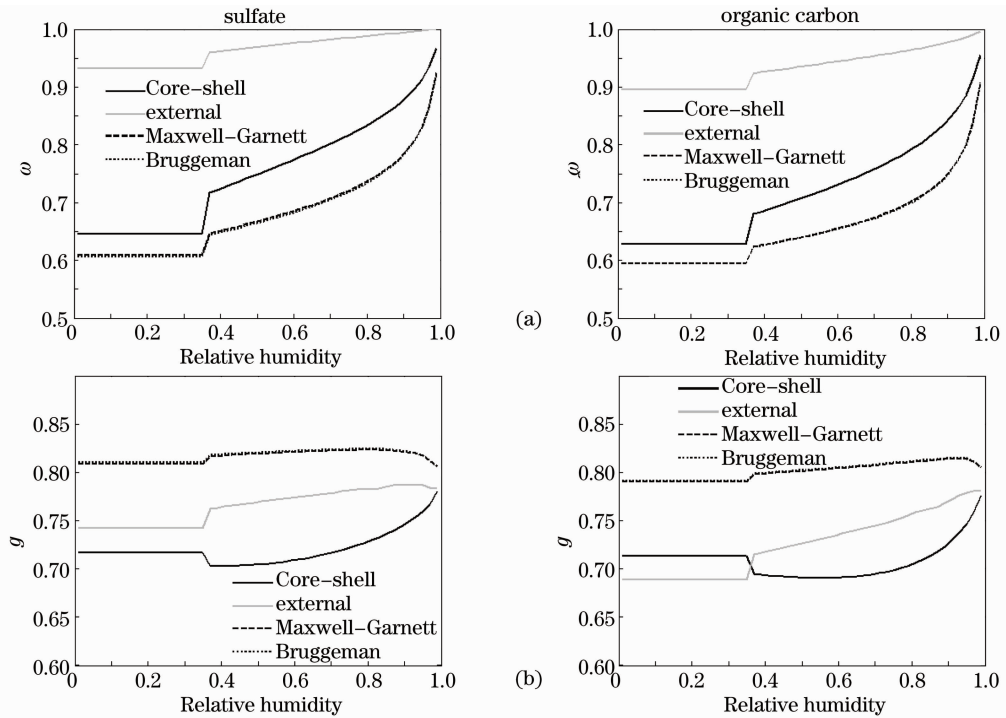 sulfate
1.0
0.9
0.8
0.7
0.6
0.5
ω
Core-shell
external
Maxwell-Garnett
Bruggeman
0
0.2
0.4
0.6
0.8
1.0
Relative humidity
organic carbon
1.0
0.9
0.8
0.7
0.6
0.5
ω
Core-shell
external
Maxwell-Garnett
Bruggeman
0
0.2
0.4
0.6
0.8
1.0
Relative humidity
(a)
0.85
0.80
0.75
0.70
0.65
0.60
g
Core-shell
external
Maxwell-Garnett
Bruggeman
0
0.2
0.4
0.6
0.8
1.0
Relative humidity
0.85
0.80
0.75
0.70
0.65
0.60
g
Core-shell
external
Maxwell-Garnett
Bruggeman
0
0.2
0.4
0.6
0.8
1.0
Relative humidity
(b)